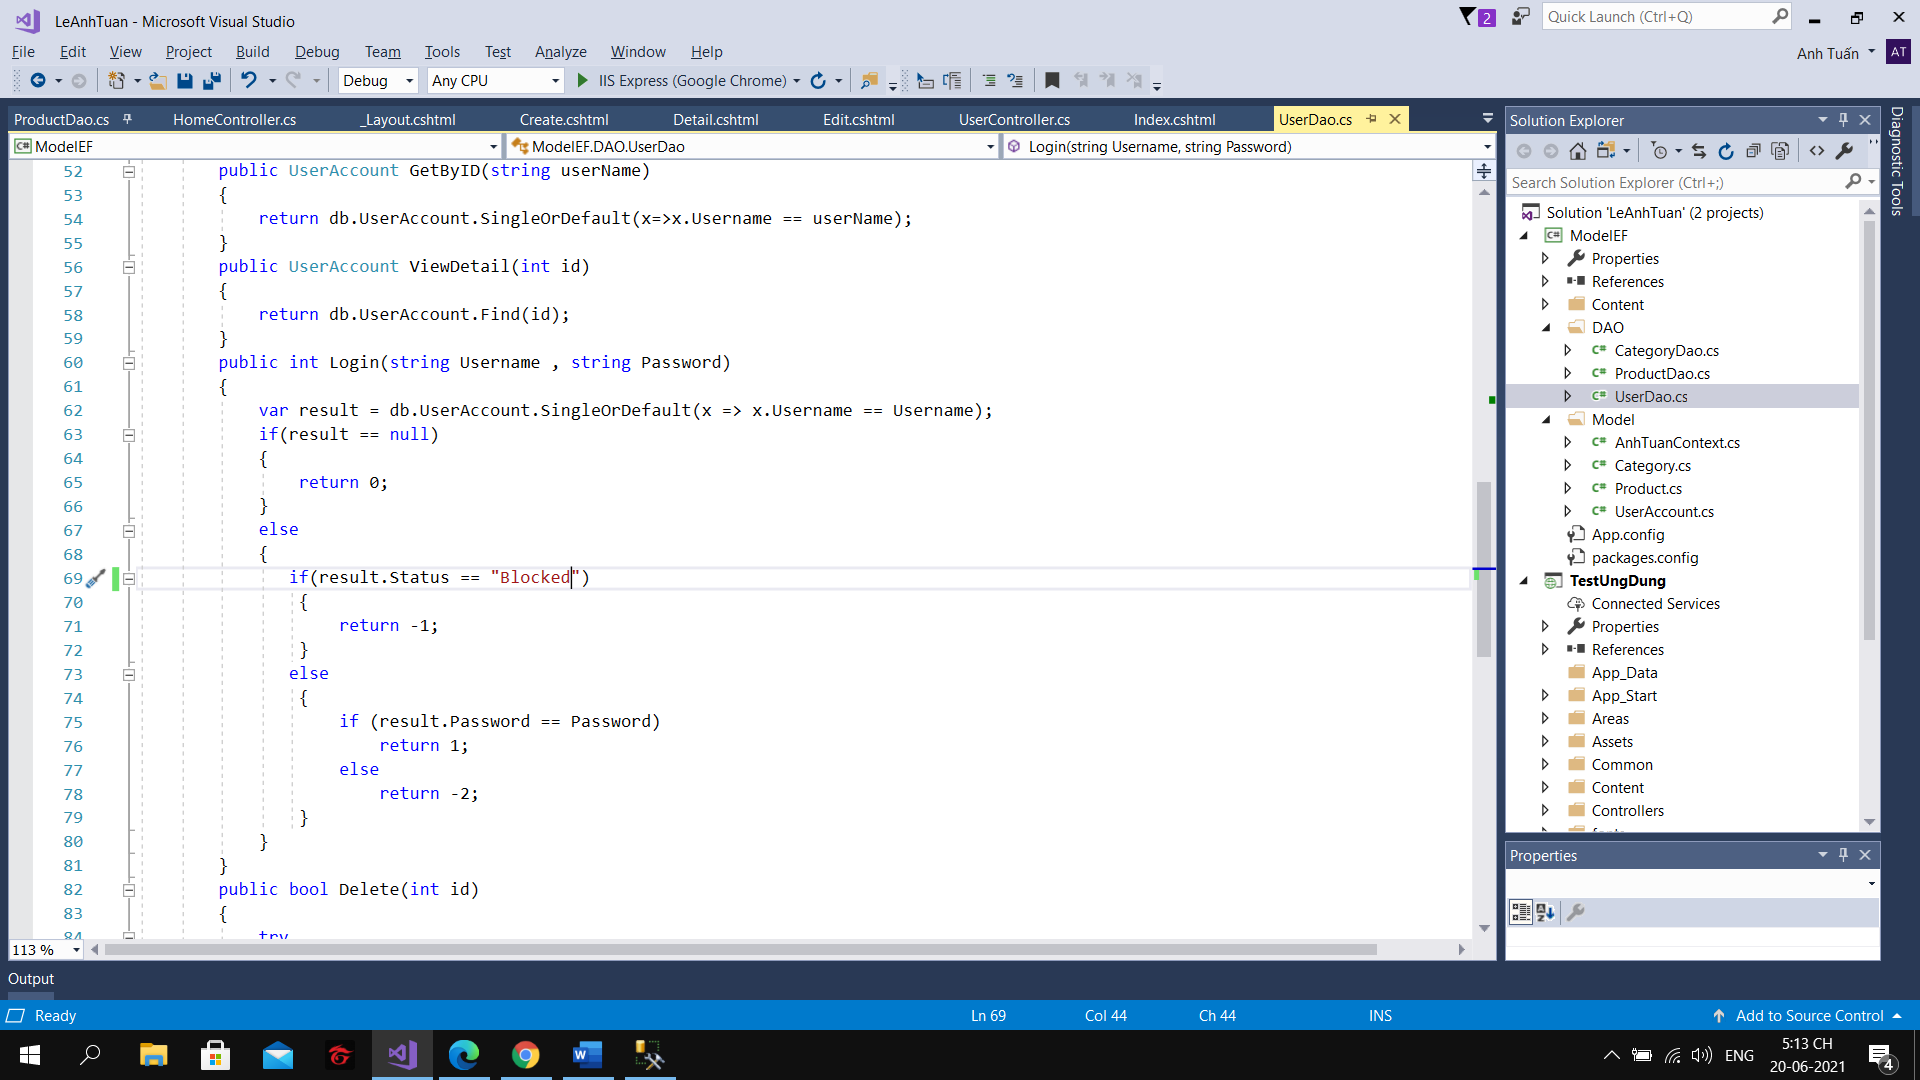 LeAnhTuan - Microsoft Visual Studio
2
Quick Launch (Ctrl+Q)
File Edit View Project Build Debug Team Tools Test Analyze Window Help
Anh Tuấn AT
Debug Any CPU IIS Express (Google Chrome)
ProductDao.cs HomeController.cs _Layout.cshtml Create.cshtml Detail.cshtml Edit.cshtml UserController.cs Index.cshtml UserDao.cs
ModelEF ModelEF.DAO.UserDao Login(string Username, string Password)
52 public UserAccount GetByID(string userName)
53 {
54 return db.UserAccount.SingleOrDefault(x=>x.Username == userName);
55 }
56 public UserAccount ViewDetail(int id)
57 {
58 return db.UserAccount.Find(id);
59 }
60 public int Login(string Username , string Password)
61 {
62 var result = db.UserAccount.SingleOrDefault(x => x.Username == Username);
63 if(result == null)
64 {
65 return 0;
66 }
67 else
68 {
69 if(result.Status == "Blocked")
70 {
71 return -1;
72 }
73 else
74 {
75 if (result.Password == Password)
76 return 1;
77 else
78 return -2;
79 }
80 }
81 }
82 public bool Delete(int id)
83 {
84 try
113 %
Solution Explorer
Search Solution Explorer (Ctrl+;)
Solution 'LeAnhTuan' (2 projects)
ModelEF
Properties
References
Content
DAO
CategoryDao.cs
ProductDao.cs
UserDao.cs
Model
AnhTuanContext.cs
Category.cs
Product.cs
UserAccount.cs
App.config
packages.config
TestUngDung
Connected Services
Properties
References
App_Data
App_Start
Areas
Assets
Common
Content
Controllers
Properties
Diagnostic Tools
Output
Ready Ln 69 Col 44 Ch 44 INS Add to Source Control
ENG
5:13 CH
20-06-2021
4